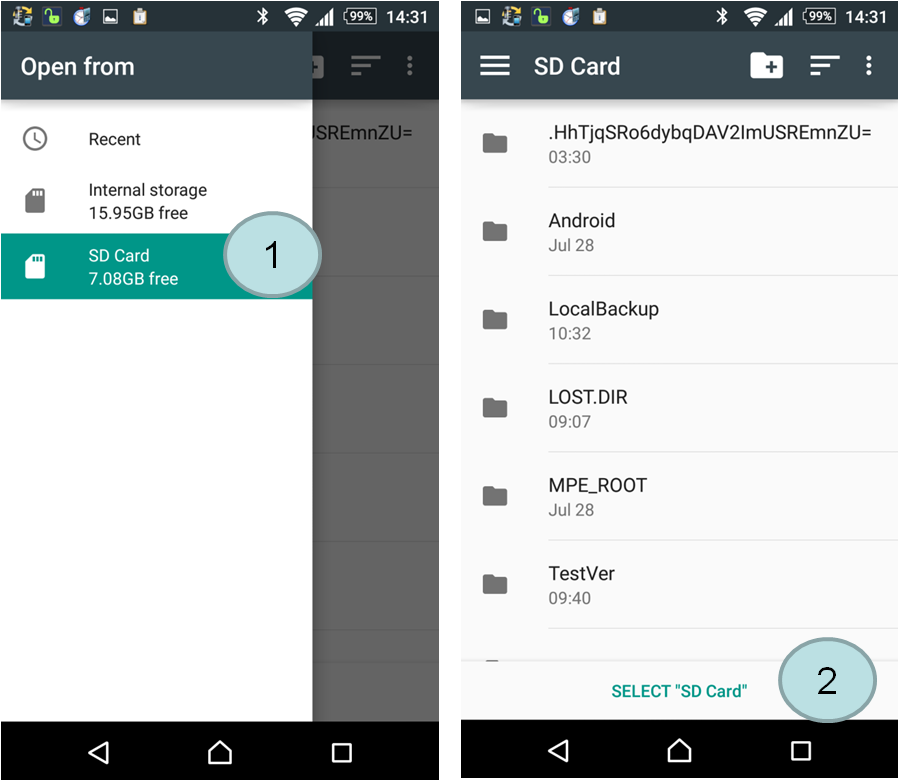 99% 14:31
Open from
Recent
Internal storage
15.95GB free
SD Card
7.08GB free
1
USREmnZU=
99% 14:31
SD Card
.HhTjqSRo6dybqDAV2ImUSREmnZU=
03:30
Android
Jul 28
LocalBackup
10:32
LOST.DIR
09:07
MPE_ROOT
Jul 28
TestVer
09:40
SELECT "SD Card"
2